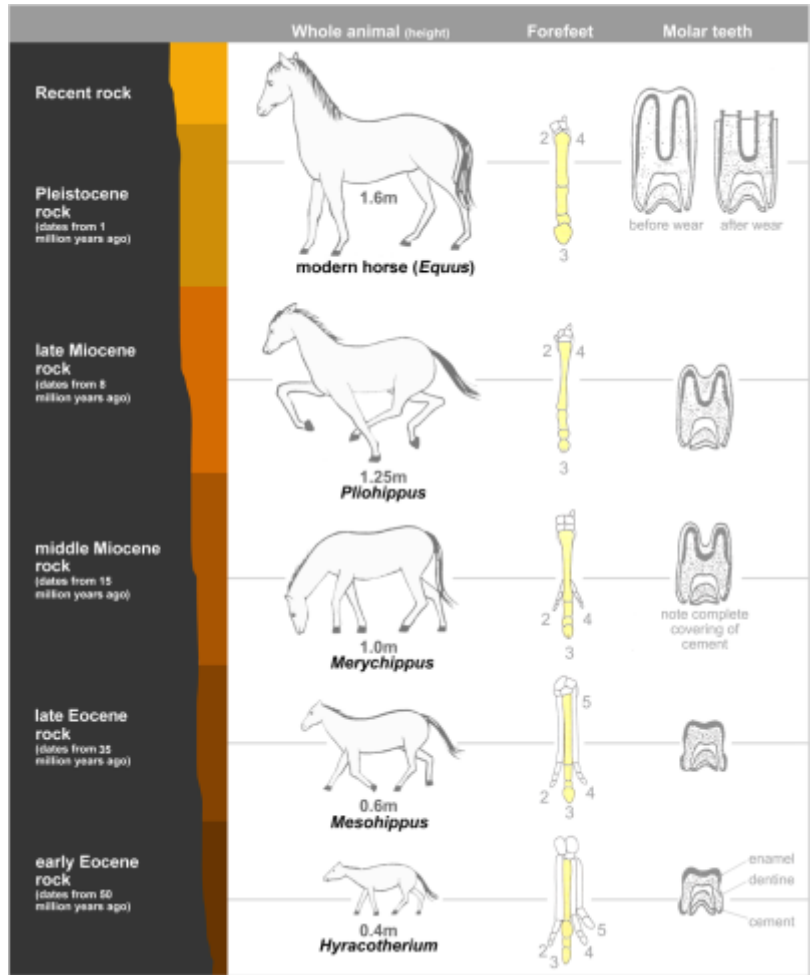 Whole animal (height) Forefeet Molar teeth
Recent rock
2 4
1.6m
3
before wear after wear
modern horse (Equus)
Pleistocene
rock
(dates from 1
million years ago)
late Miocene
rock
(dates from 8
million years ago)
2 4
3
1.25m
Pliohippus
middle Miocene
rock
(dates from 15
million years ago)
2 4
3
note complete
covering of
cement
1.0m
Merychippus
late Eocene
rock
(dates from 35
million years ago)
5
2 4
3
0.6m
Mesohippus
early Eocene
rock
(dates from 50
million years ago)
5
2 4
3
enamel
dentine
cement
0.4m
Hyracotherium